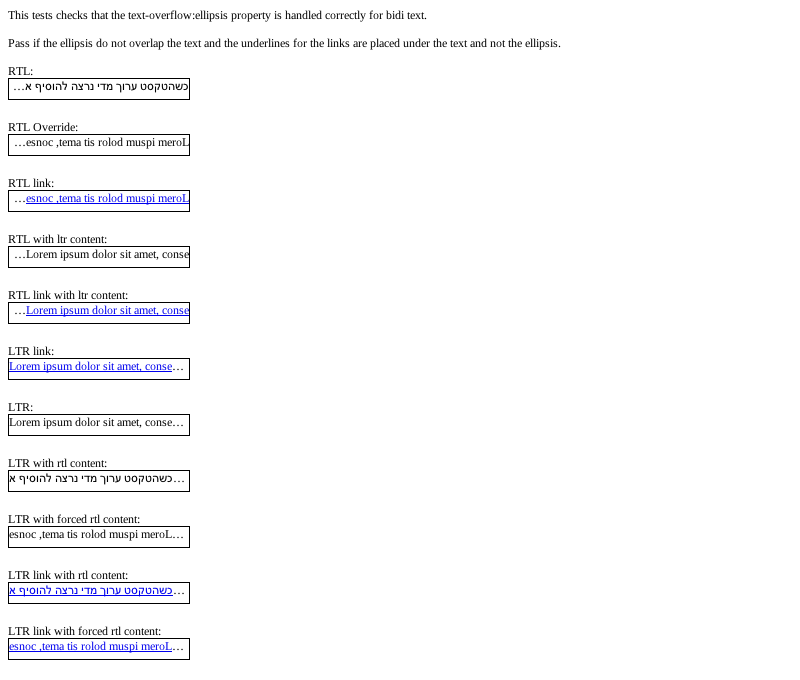 This tests checks that the text-overflow:ellipsis property is handled correctly for bidi text.
Pass if the ellipsis do not overlap the text and the underlines for the links are placed under the text and not the ellipsis.
RTL:
כשהטקסט ערוך מדי נרצה להוסיף א…
RTL Override:
…esnoc ,tema tis rolod muspi meroL
RTL link:
…esnoc ,tema tis rolod muspi meroL
RTL with ltr content:
…Lorem ipsum dolor sit amet, conse
RTL link with ltr content:
…Lorem ipsum dolor sit amet, conse
LTR link:
Lorem ipsum dolor sit amet, conse…
LTR:
Lorem ipsum dolor sit amet, conse…
LTR with rtl content:
כשהטקסט ערוך מדי נרצה להוסיף א…
LTR with forced rtl content:
esnoc ,tema tis rolod muspi meroL…
LTR link with rtl content:
כשהטקסט ערוך מדי נרצה להוסיף א…
LTR link with forced rtl content:
esnoc ,tema tis rolod muspi meroL…